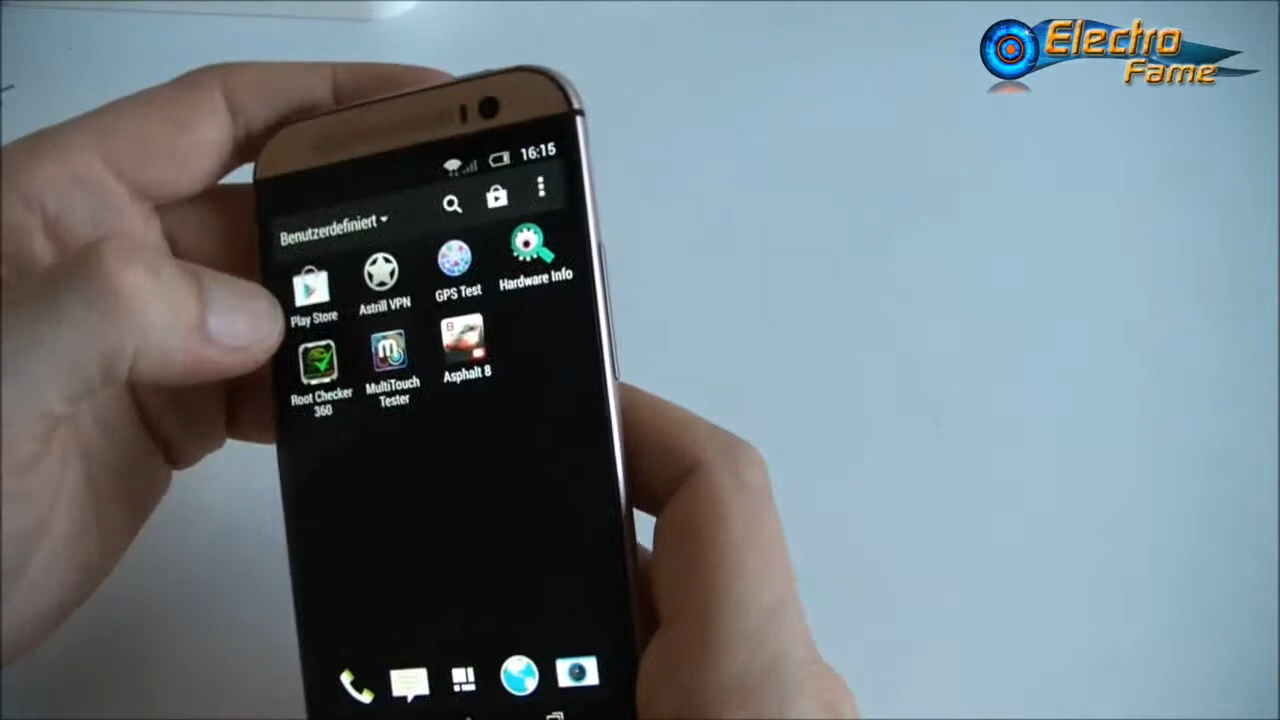 Electro
Fame
16:15
Benutzerdefiniert
Play Store
Astrill VPN
GPS Test
Hardware Info
Root Checker
360
MultiTouch
Tester
Asphalt 8